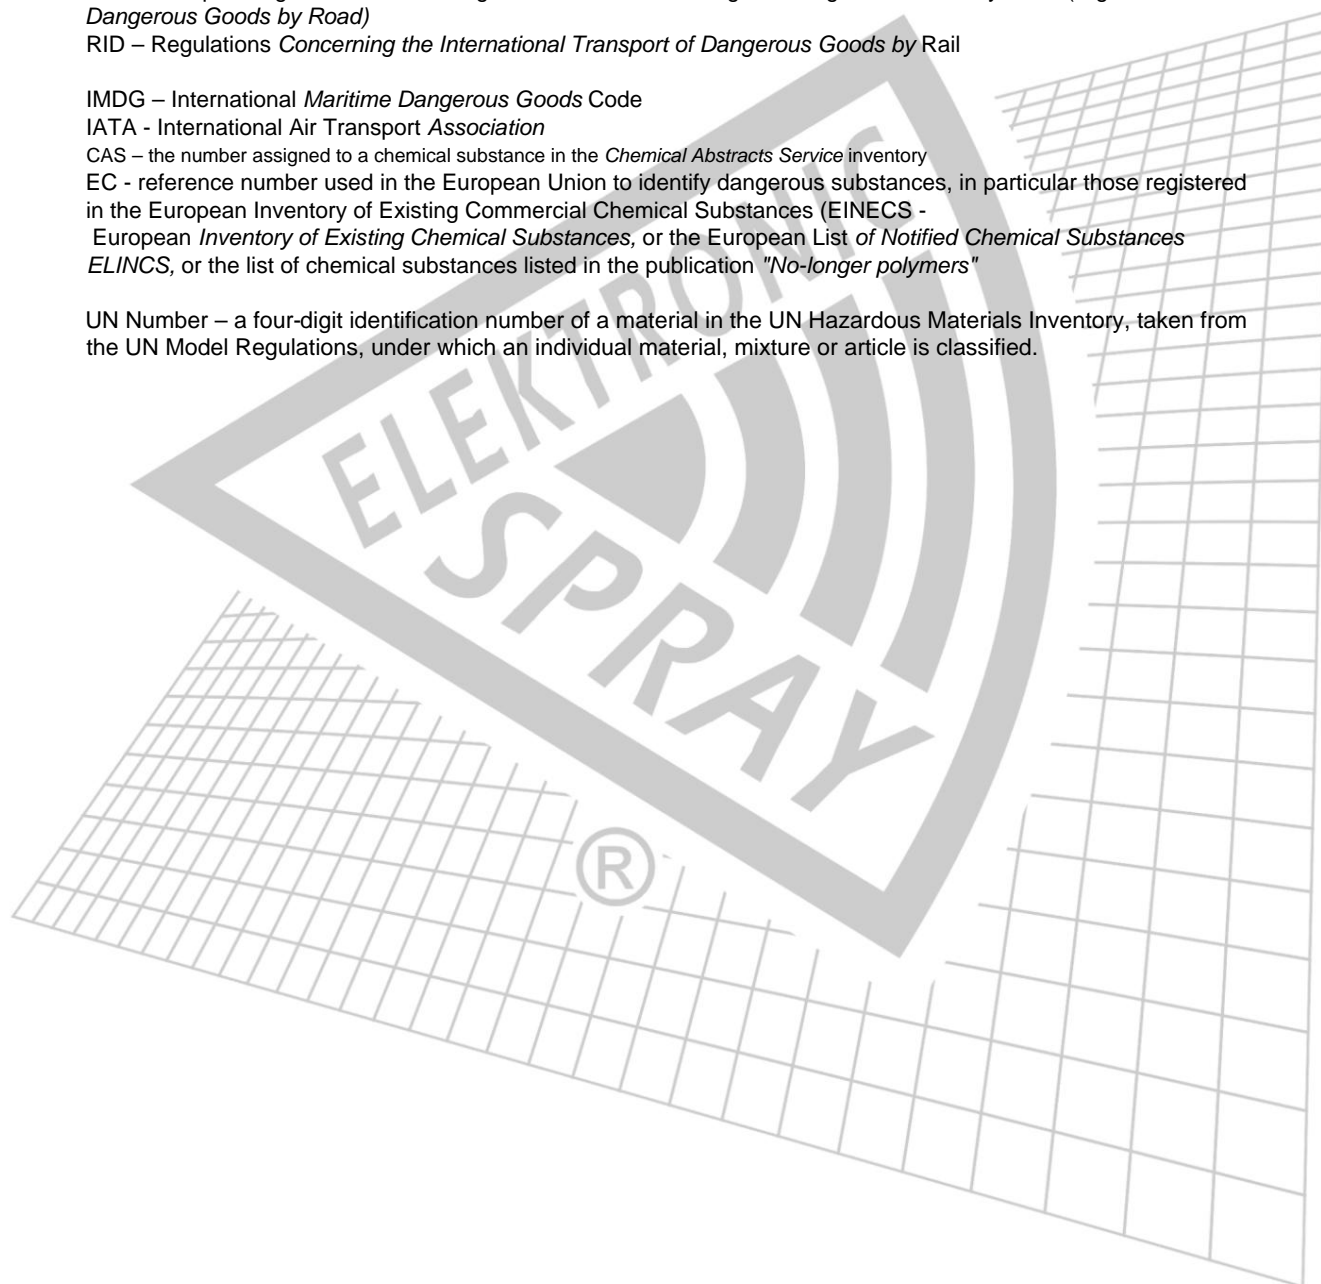 Dangerous Goods by Road)
RID – Regulations Concerning the International Transport of Dangerous Goods by Rail
IMDG – International Maritime Dangerous Goods Code
IATA - International Air Transport Association
CAS – the number assigned to a chemical substance in the Chemical Abstracts Service inventory
EC - reference number used in the European Union to identify dangerous substances, in particular those registered
in the European Inventory of Existing Commercial Chemical Substances (EINECS -
European Inventory of Existing Chemical Substances, or the European List of Notified Chemical Substances
ELINCS, or the list of chemical substances listed in the publication "No-longer polymers"
UN Number – a four-digit identification number of a material in the UN Hazardous Materials Inventory, taken from
the UN Model Regulations, under which an individual material, mixture or article is classified.
ELEKTRONIC
SPRAY
®